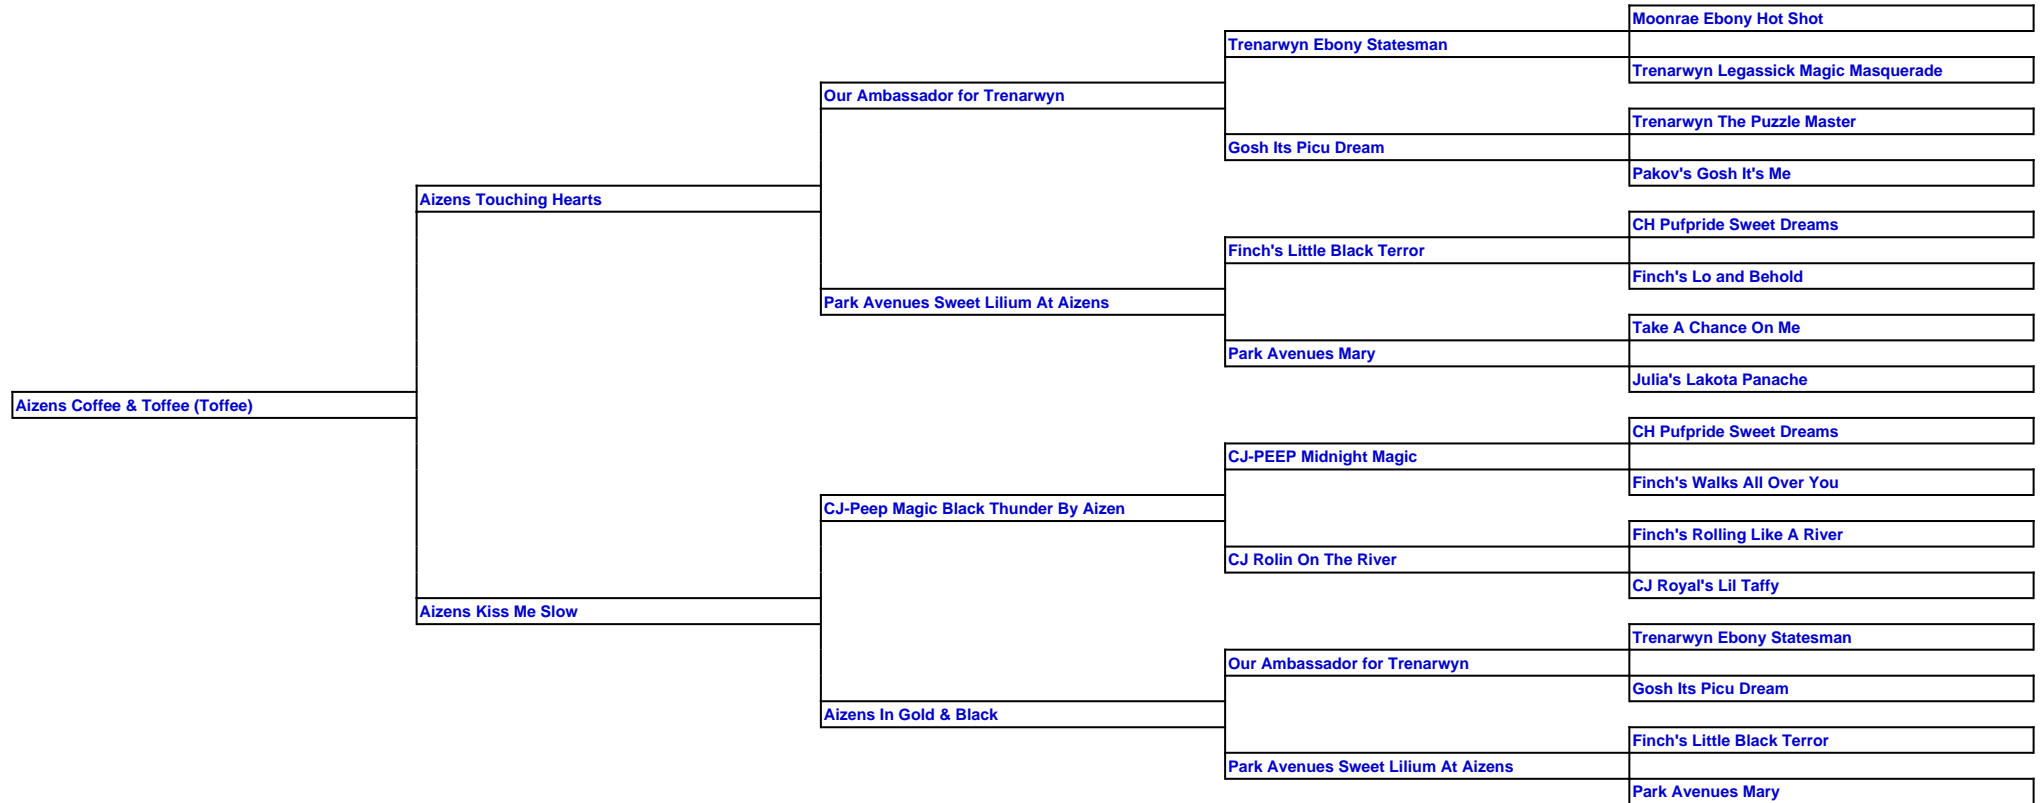 Moonrae Ebony Hot Shot
Trenarwyn Ebony Statesman
Trenarwyn Legassick Magic Masquerade
Our Ambassador for Trenarwyn
Trenarwyn The Puzzle Master
Gosh Its Picu Dream
Pakov's Gosh It's Me
Aizens Touching Hearts
CH Pufpride Sweet Dreams
Finch's Little Black Terror
Finch's Lo and Behold
Park Avenues Sweet Lilium At Aizens
Take A Chance On Me
Park Avenues Mary
Julia's Lakota Panache
Aizens Coffee & Toffee (Toffee)
CH Pufpride Sweet Dreams
CJ-PEEP Midnight Magic
Finch's Walks All Over You
CJ-Peep Magic Black Thunder By Aizen
Finch's Rolling Like A River
CJ Rolin On The River
CJ Royal's Lil Taffy
Aizens Kiss Me Slow
Trenarwyn Ebony Statesman
Our Ambassador for Trenarwyn
Gosh Its Picu Dream
Aizens In Gold & Black
Finch's Little Black Terror
Park Avenues Sweet Lilium At Aizens
Park Avenues Mary